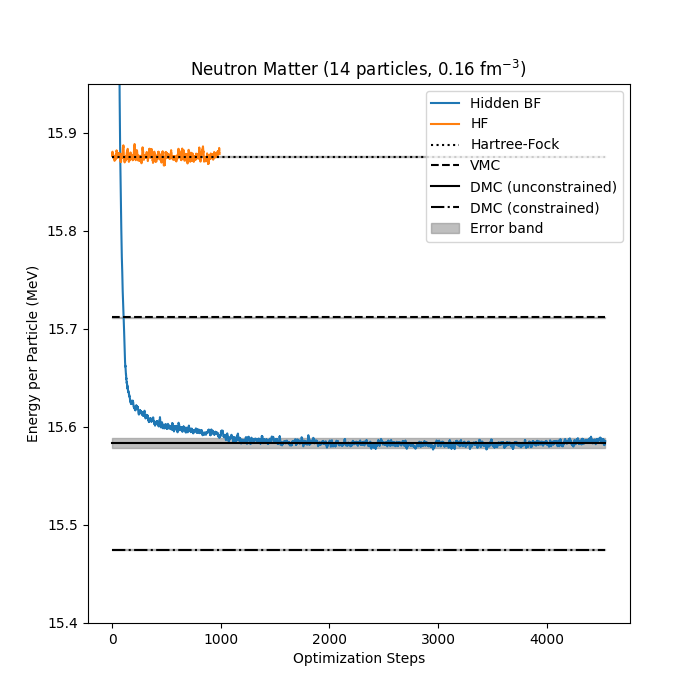 Neutron Matter (14 particles, 0.16 fm⁻³)
Energy per Particle (MeV)
15.9
15.8
15.7
15.6
15.5
15.4
Hidden BF
HF
Hartree-Fock
VMC
DMC (unconstrained)
DMC (constrained)
Error band
0 1000 2000 3000 4000
Optimization Steps